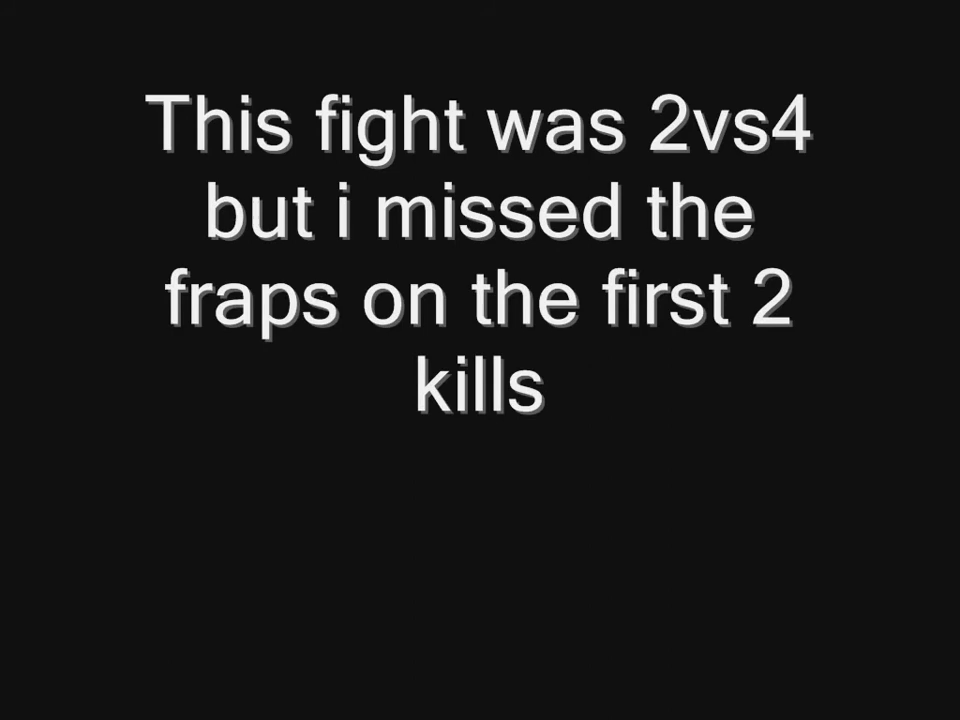 This fight was 2vs4
but i missed the
fraps on the first 2
kills